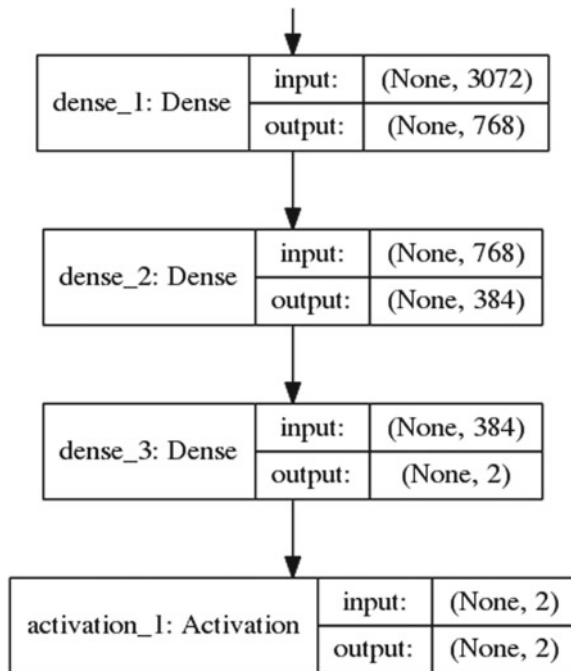 dense_1: Dense
input: (None, 3072)
output: (None, 768)
dense_2: Dense
input: (None, 768)
output: (None, 384)
dense_3: Dense
input: (None, 384)
output: (None, 2)
activation_1: Activation
input: (None, 2)
output: (None, 2)